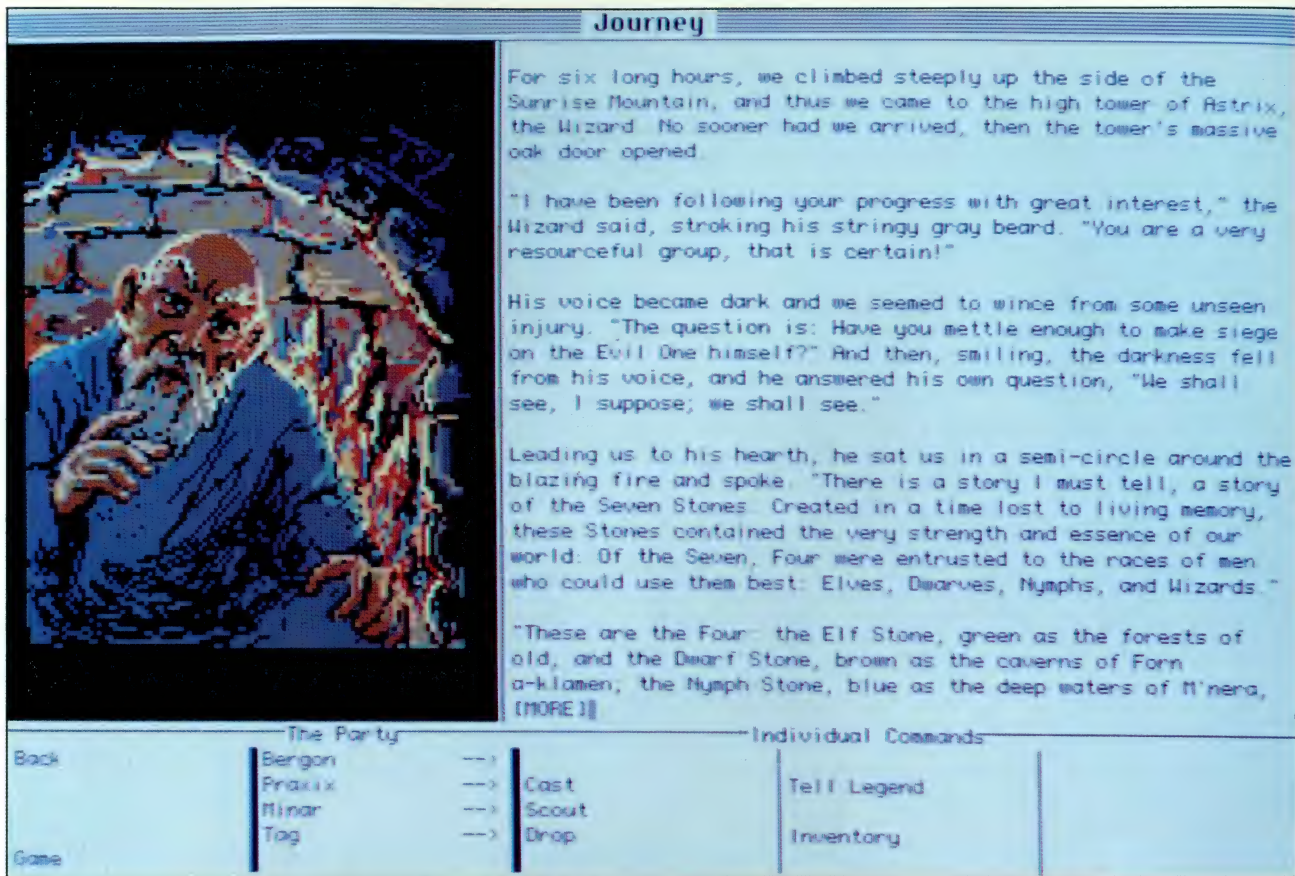 Journey
For six long hours, we climbed steeply up the side of the
Sunrise Mountain, and thus we came to the high tower of Astrix,
the Wizard. No sooner had we arrived, then the tower's massive
oak door opened.
"I have been following your progress with great interest," the
Wizard said, stroking his stringy gray beard. "You are a very
resourceful group, that is certain!"
His voice became dark and we seemed to wince from some unseen
injury. "The question is: Have you mettle enough to make siege
on the Evil One himself?" And then, smiling, the darkness fell
from his voice, and he answered his own question, "We shall
see, I suppose; we shall see."
Leading us to his hearth, he sat us in a semi-circle around the
blazing fire and spoke. "There is a story I must tell, a story
of the Seven Stones. Created in a time lost to living memory,
these Stones contained the very strength and essence of our
world. Of the Seven, Four were entrusted to the races of men
who could use them best: Elves, Dwarves, Nymphs, and Wizards."
"These are the Four: the Elf Stone, green as the forests of
old, and the Dwarf Stone, brown as the caverns of Forn
a-klamen; the Nymph Stone, blue as the deep waters of M'nera,
[MORE]
The Party Individual Commands
Back Bergon -->
Praxix --> Cast Tell Legend
Minar --> Scout
Tag --> Drop Inventory
Game